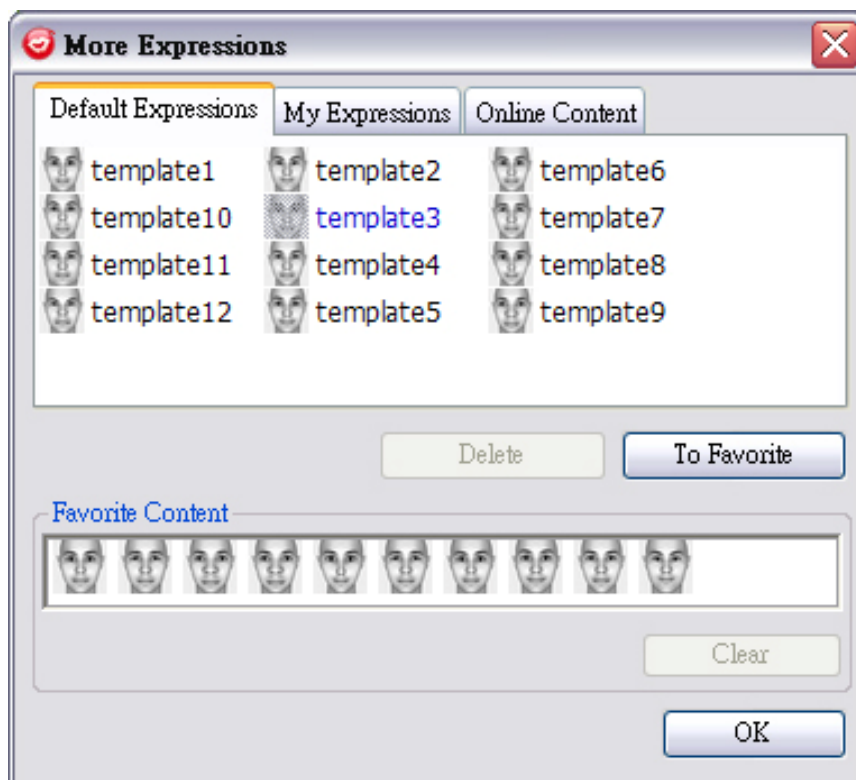 More Expressions
Default Expressions My Expressions Online Content
template1 template2 template6
template10 template3 template7
template11 template4 template8
template12 template5 template9
Delete To Favorite
Favorite Content
Clear
OK